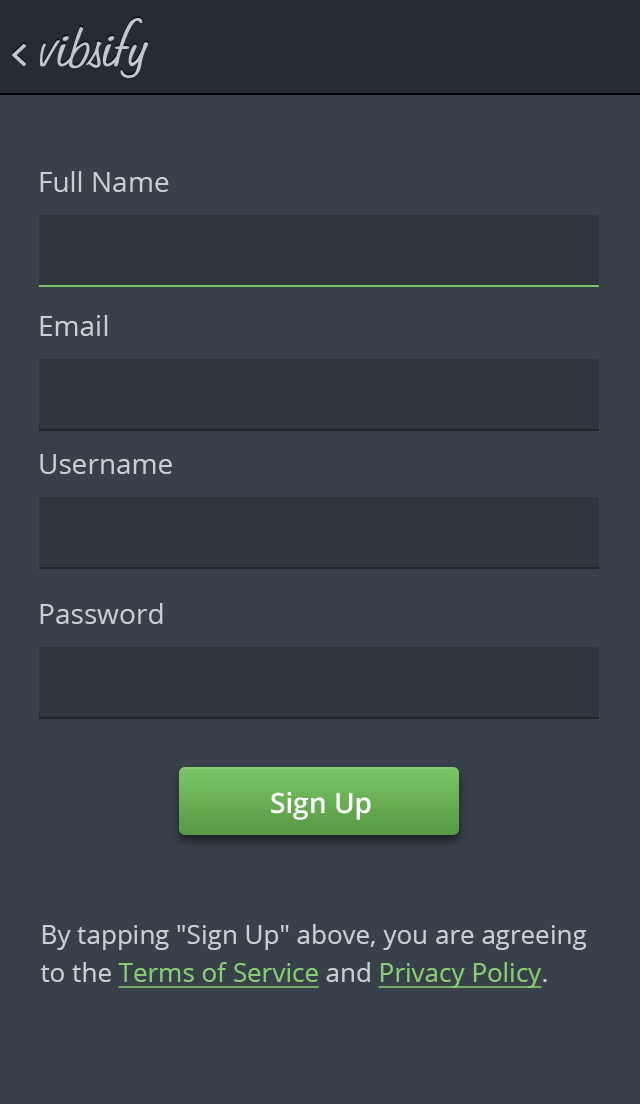 vibsify
Full Name
Email
Username
Password
Sign Up
By tapping "Sign Up" above, you are agreeing
to the Terms of Service and Privacy Policy.